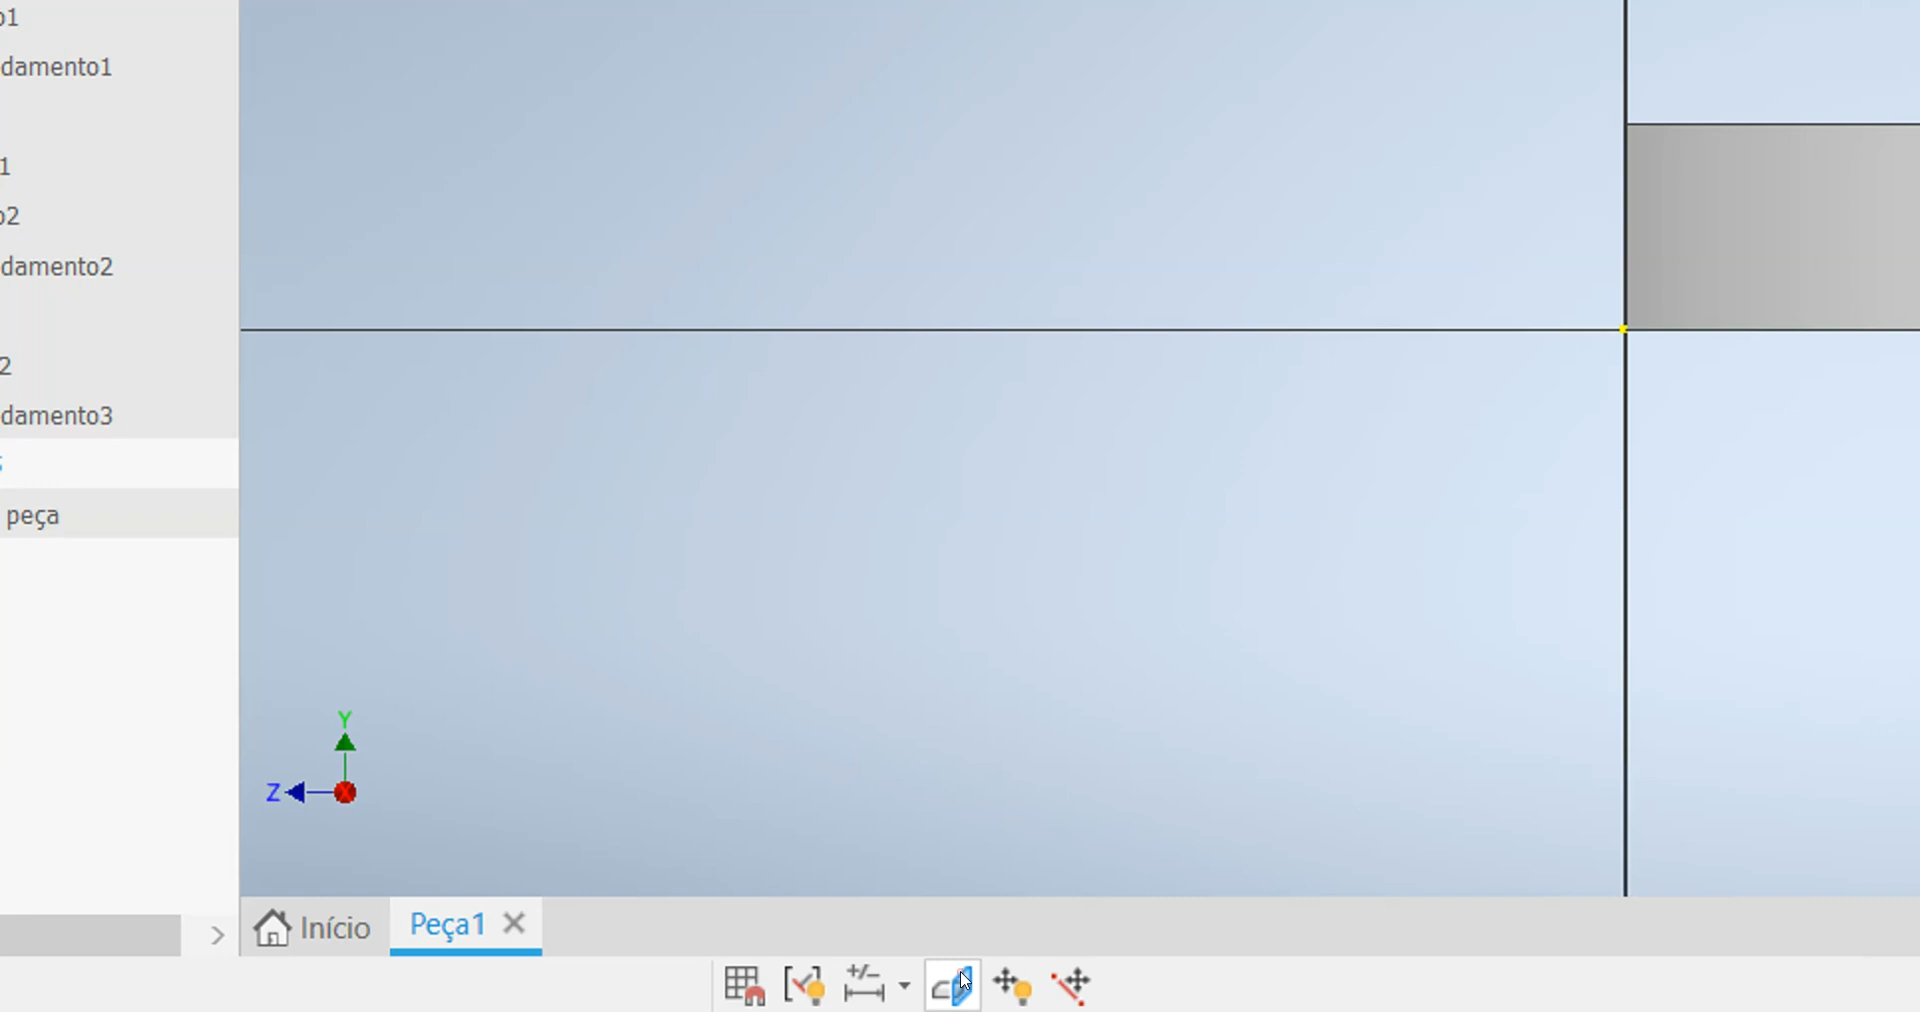 o1
damento1
1
o2
damento2
2
damento3
peça
Y
Z
X
Início
Peça1
+/-